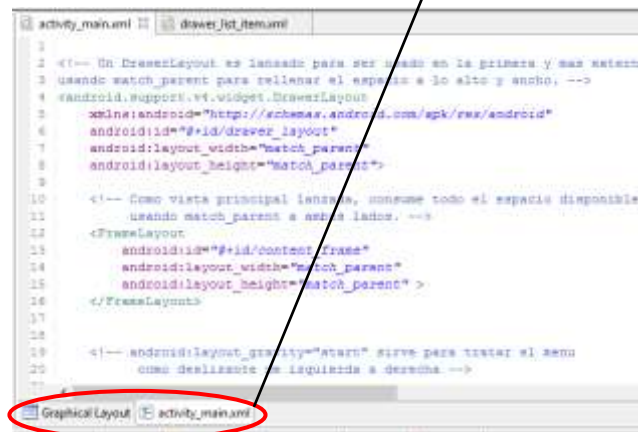 activity_main.xml drawer_list_item.xml
1
2 <!-- Un DrawerLayout es lanzado para ser usado en la primera y mas extern
3 usando match_parent para rellenar el espacio a lo alto y ancho. -->
4 <android.support.v4.widget.DrawerLayout
5 xmlns:android="http://schemas.android.com/apk/res/android"
6 android:id="@+id/drawer_layout"
7 android:layout_width="match_parent"
8 android:layout_height="match_parent">
9
10 <!-- Como vista principal lanzada, consume todo el espacio disponible
11 usando match_parent a ambos lados. -->
12 <FrameLayout
13 android:id="@+id/content_frame"
14 android:layout_width="match_parent"
15 android:layout_height="match_parent" >
16 </FrameLayout>
17
18
19 <!-- android:layout_gravity="start" sirve para tratar el menu
20 como deslizante de izquierda a derecha -->
Graphical Layout activity_main.xml